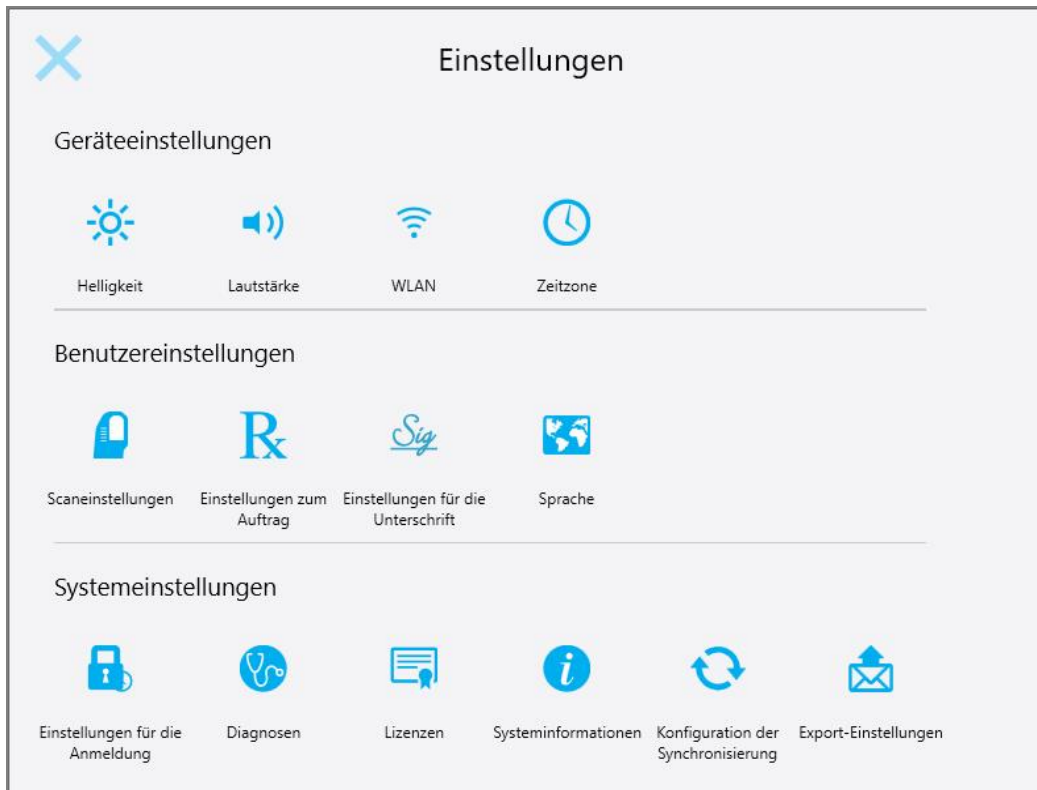 Einstellungen
Geräteeinstellungen
Helligkeit
Lautstärke
WLAN
Zeitzone
Benutzereinstellungen
Rx
Sig
Scaneinstellungen
Einstellungen zum
Auftrag
Einstellungen für die
Unterschrift
Sprache
Systemeinstellungen
i
Einstellungen für die
Anmeldung
Diagnosen
Lizenzen
Systeminformationen
Konfiguration der
Synchronisierung
Export-Einstellungen